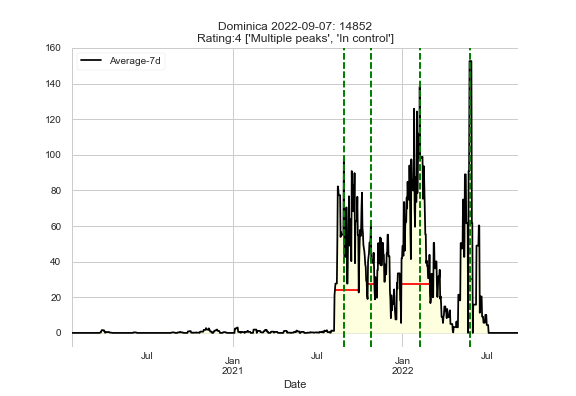 Dominica 2022-09-07: 14852
Rating:4 ['Multiple peaks', 'In control']
160
Average-7d
140
120
100
80
60
40
20
0
Jul
Jan
2021
Jul
Jan
2022
Jul
Date